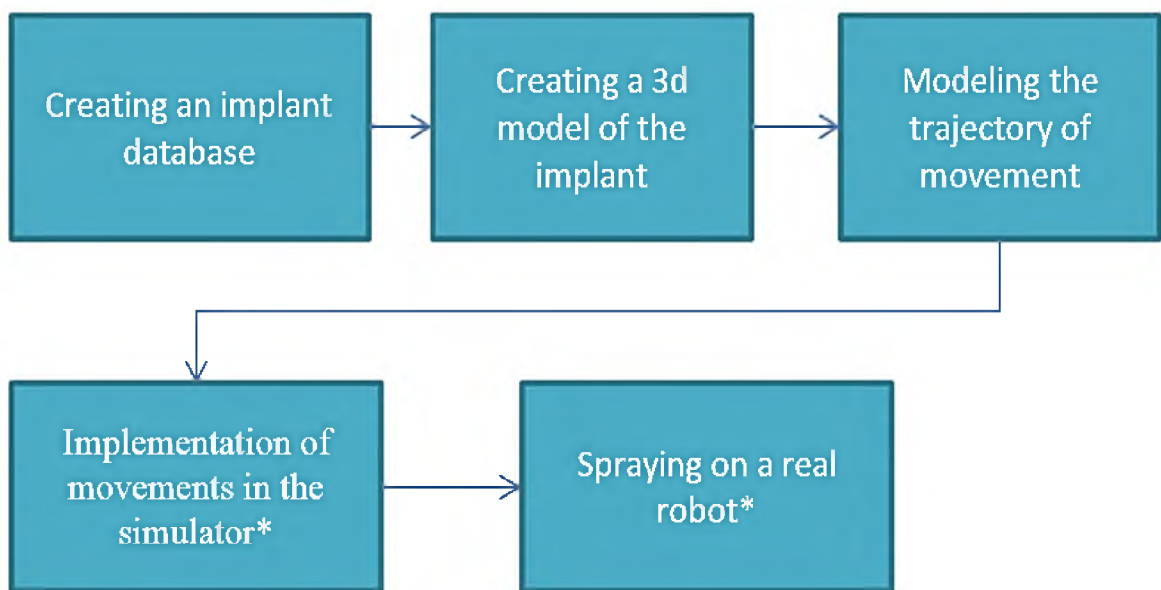 Creating an implant
database
Creating a 3d
model of the
implant
Modeling the
trajectory of
movement
Implementation of
movements in the
simulator*
Spraying on a real
robot*